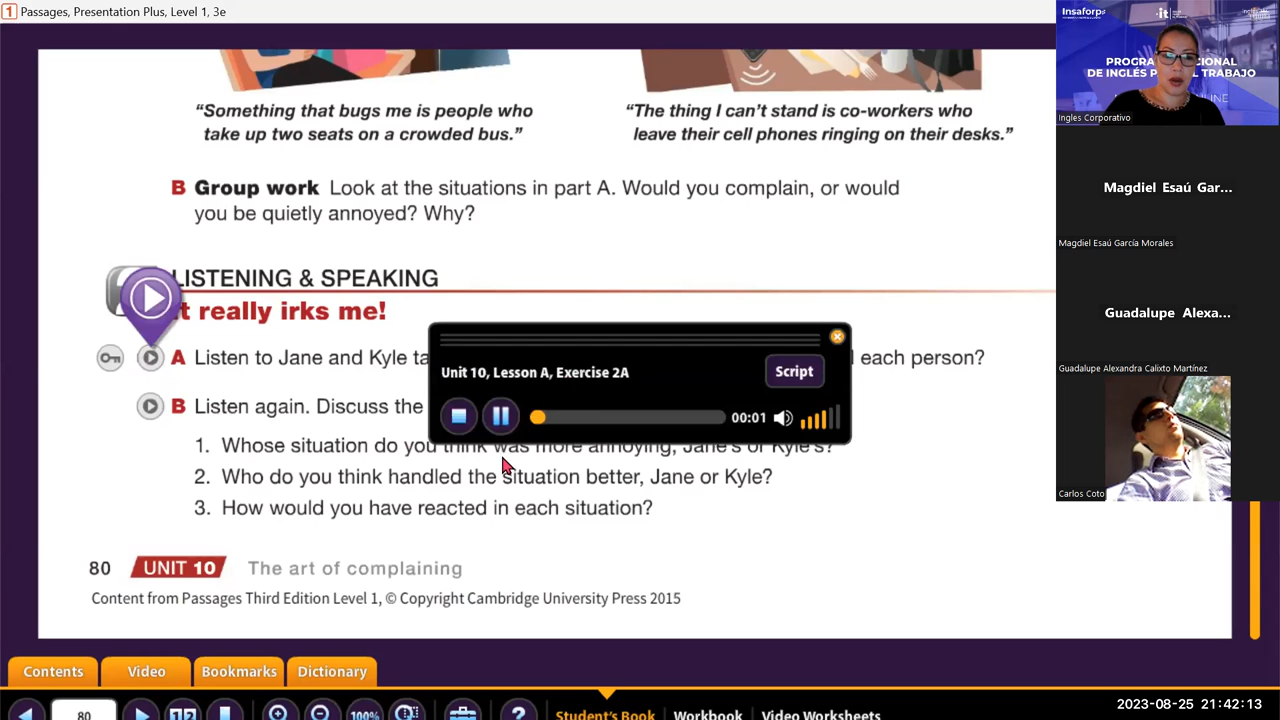 Passages, Presentation Plus, Level 1, 3e
"Something that bugs me is people who
take up two seats on a crowded bus."
"The thing I can't stand is co-workers who
leave their cell phones ringing on their desks."
B Group work Look at the situations in part A. Would you complain, or would
you be quietly annoyed? Why?
LISTENING & SPEAKING
t really irks me!
A Listen to Jane and Kyle ta
each person?
B Listen again. Discuss the
1. Whose situation do you think was more annoying, Jane's or Kyle's?
2. Who do you think handled the situation better, Jane or Kyle?
3. How would you have reacted in each situation?
Unit 10, Lesson A, Exercise 2A
Script
00:01
80 UNIT 10 The art of complaining
Content from Passages Third Edition Level 1, © Copyright Cambridge University Press 2015
Contents
Video
Bookmarks
Dictionary
80
1 2
100%
?
Student's Book
Workbook
Video Worksheets
Insaforp
it
Ingles Corporativo
Magdiel Esaú Gar...
Magdiel Esaú García Morales
Guadalupe Alexa...
Guadalupe Alexandra Calixto Martínez
Carlos Coto
2023-08-25 21:42:13